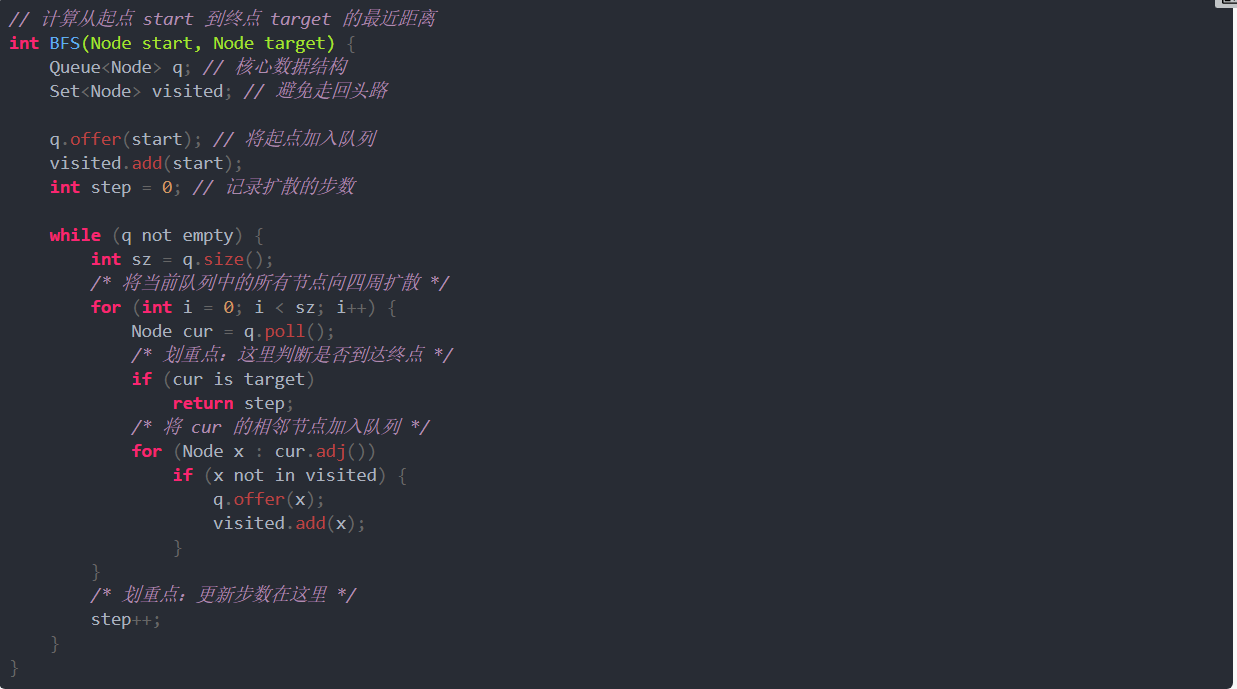 // 计算从起点 start 到终点 target 的最近距离
int BFS(Node start, Node target) {
    Queue<Node> q; // 核心数据结构
    Set<Node> visited; // 避免走回头路

    q.offer(start); // 将起点加入队列
    visited.add(start);
    int step = 0; // 记录扩散的步数

    while (q not empty) {
        int sz = q.size();
        /* 将当前队列中的所有节点向四周扩散 */
        for (int i = 0; i < sz; i++) {
            Node cur = q.poll();
            /* 划重点：这里判断是否到达终点 */
            if (cur is target)
                return step;
            /* 将 cur 的相邻节点加入队列 */
            for (Node x : cur.adj())
                if (x not in visited) {
                    q.offer(x);
                    visited.add(x);
                }
        }
        /* 划重点：更新步数在这里 */
        step++;
    }
}